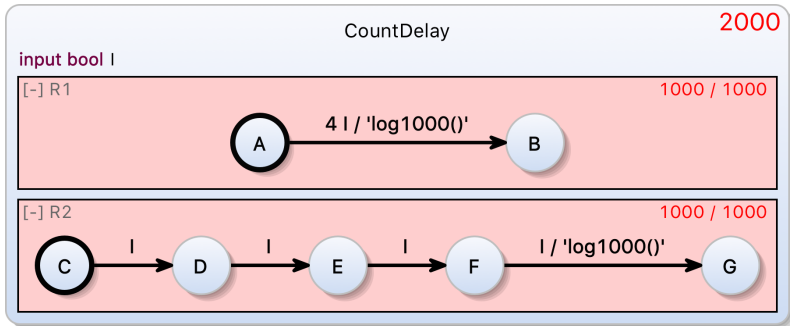 CountDelay 2000
input bool I
[-] R1 1000 / 1000
4 I / 'log1000()'
A B
[-] R2 1000 / 1000
I I I I / 'log1000()'
C D E F G